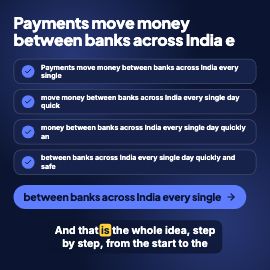 Payments move money
between banks across India e
Payments move money between banks across India every
single
move money between banks across India every single day
quick
money between banks across India every single day quickly
an
between banks across India every single day quickly and
safe
between banks across India every single →
And that is the whole idea, step
by step, from the start to the